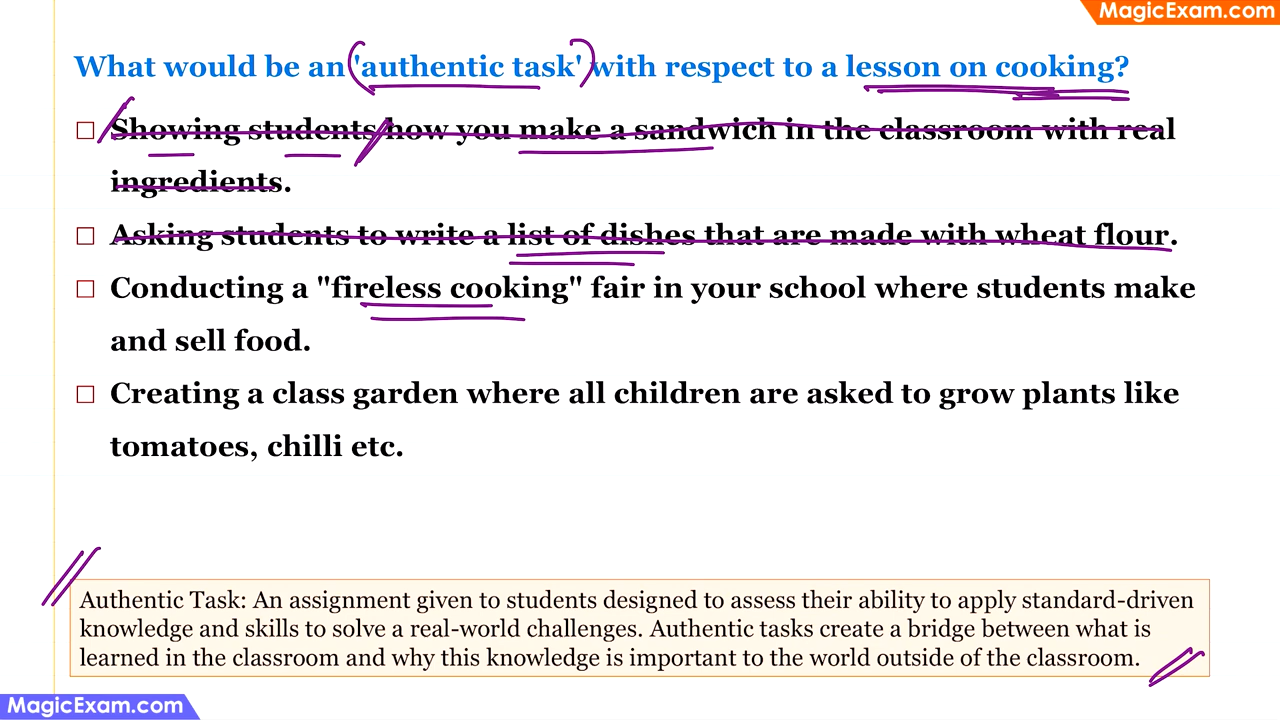 MagicExam.com
What would be an 'authentic task' with respect to a lesson on cooking?
Showing students how you make a sandwich in the classroom with real
ingredients.
Asking students to write a list of dishes that are made with wheat flour.
Conducting a "fireless cooking" fair in your school where students make
and sell food.
Creating a class garden where all children are asked to grow plants like
tomatoes, chilli etc.
Authentic Task: An assignment given to students designed to assess their ability to apply standard-driven
knowledge and skills to solve a real-world challenges. Authentic tasks create a bridge between what is
learned in the classroom and why this knowledge is important to the world outside of the classroom.
MagicExam.com